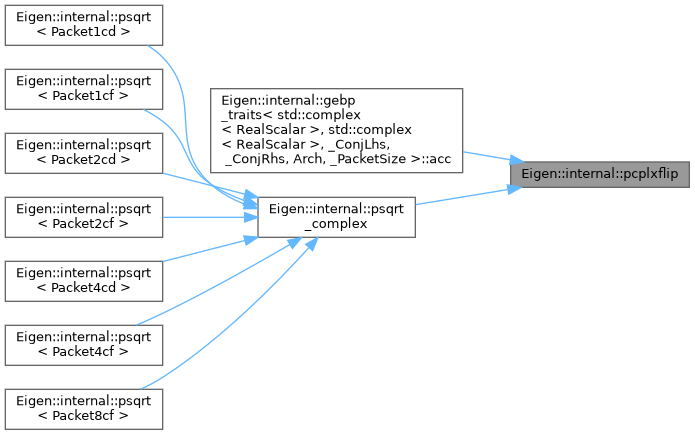 Eigen::internal::psqrt
< Packet1cd >
Eigen::internal::psqrt
< Packet1cf >
Eigen::internal::psqrt
< Packet2cd >
Eigen::internal::psqrt
< Packet2cf >
Eigen::internal::psqrt
< Packet4cd >
Eigen::internal::psqrt
< Packet4cf >
Eigen::internal::psqrt
< Packet8cf >
Eigen::internal::gebp
_traits< std::complex
< RealScalar >, std::complex
< RealScalar >, _ConjLhs,
_ConjRhs, Arch, _PacketSize >::acc
Eigen::internal::psqrt
_complex
Eigen::internal::pcplxflip